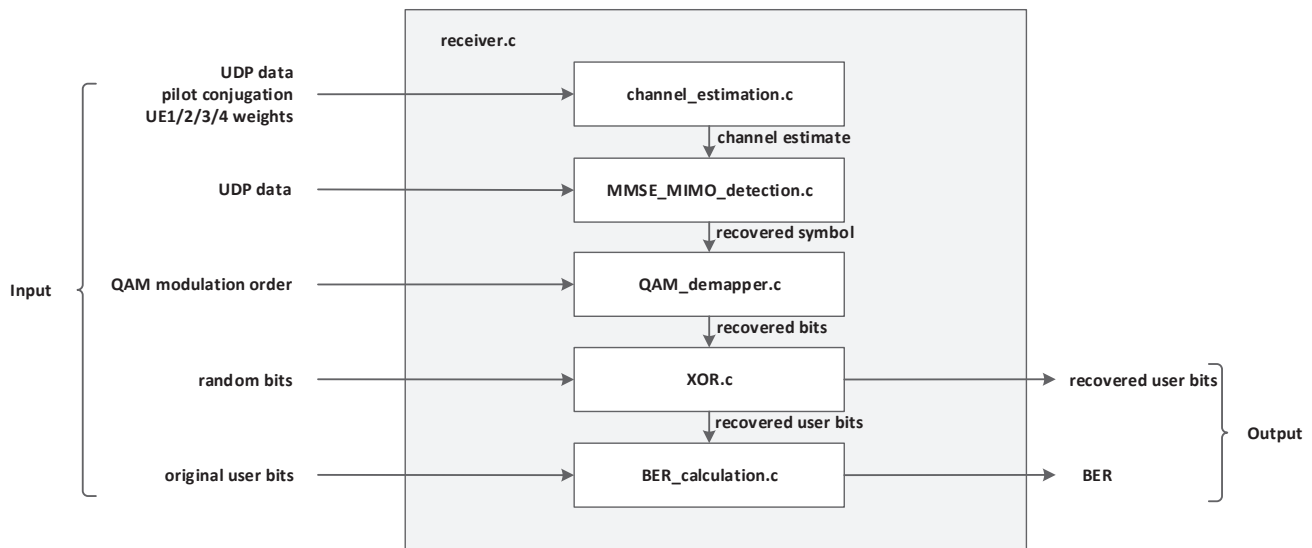 receiver.c
UDP data
pilot conjugation
UE1/2/3/4 weights
channel_estimation.c
channel estimate
UDP data
MMSE_MIMO_detection.c
recovered symbol
Input
QAM modulation order
QAM_demapper.c
recovered bits
random bits
XOR.c
recovered user bits
recovered user bits
Output
original user bits
BER_calculation.c
BER